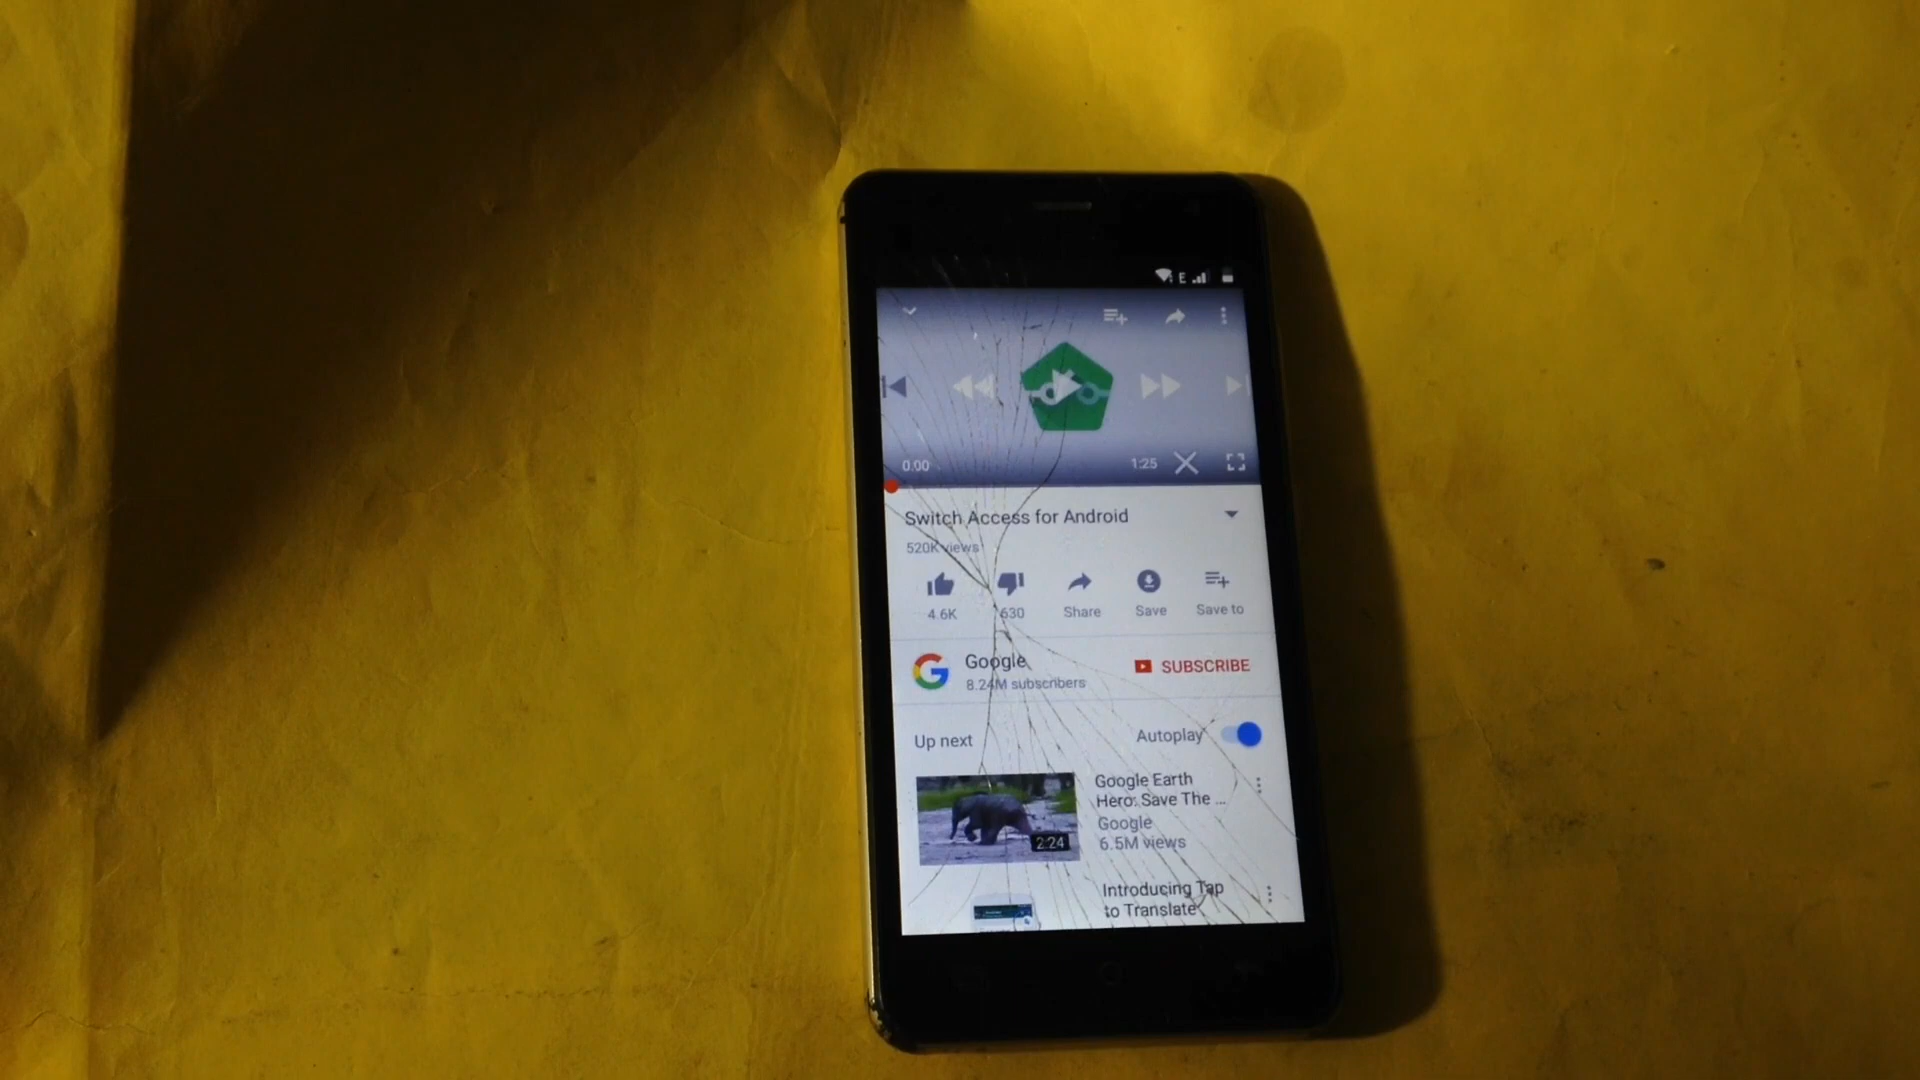 E
0:00
1:25
Switch Access for Android
520K views
4.6K
630
Share
Save
Save to
Google
8.24M subscribers
SUBSCRIBE
Up next
Autoplay
2:24
Google Earth
Hero: Save The ...
Google
6.5M views
Introducing Tap
to Translate